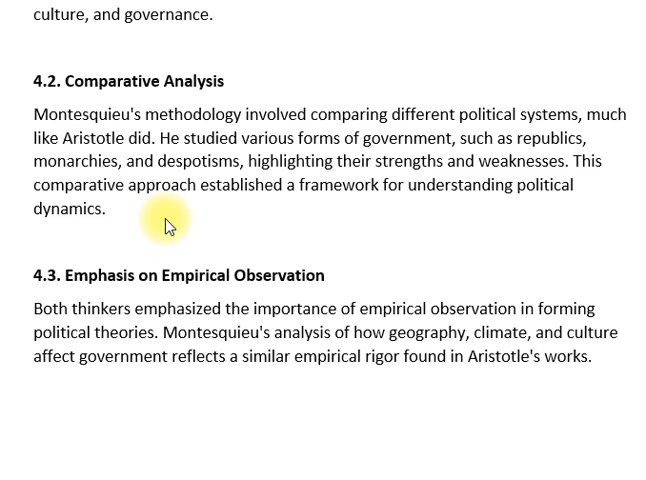 culture, and governance.
4.2. Comparative Analysis
Montesquieu's methodology involved comparing different political systems, much
like Aristotle did. He studied various forms of government, such as republics,
monarchies, and despotisms, highlighting their strengths and weaknesses. This
comparative approach established a framework for understanding political
dynamics.
4.3. Emphasis on Empirical Observation
Both thinkers emphasized the importance of empirical observation in forming
political theories. Montesquieu's analysis of how geography, climate, and culture
affect government reflects a similar empirical rigor found in Aristotle's works.